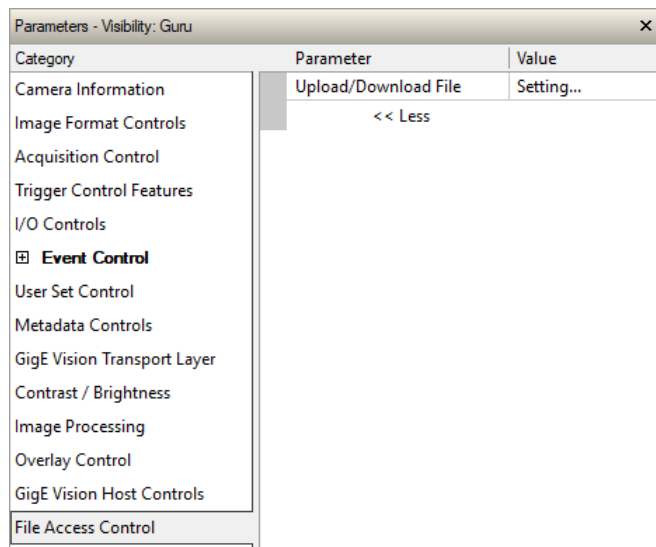 Parameters - Visibility: Guru
Category
Parameter Value
Camera Information
Upload/Download File Setting...
Image Format Controls
<< Less
Acquisition Control
Trigger Control Features
I/O Controls
Event Control
User Set Control
Metadata Controls
GigE Vision Transport Layer
Contrast / Brightness
Image Processing
Overlay Control
GigE Vision Host Controls
File Access Control